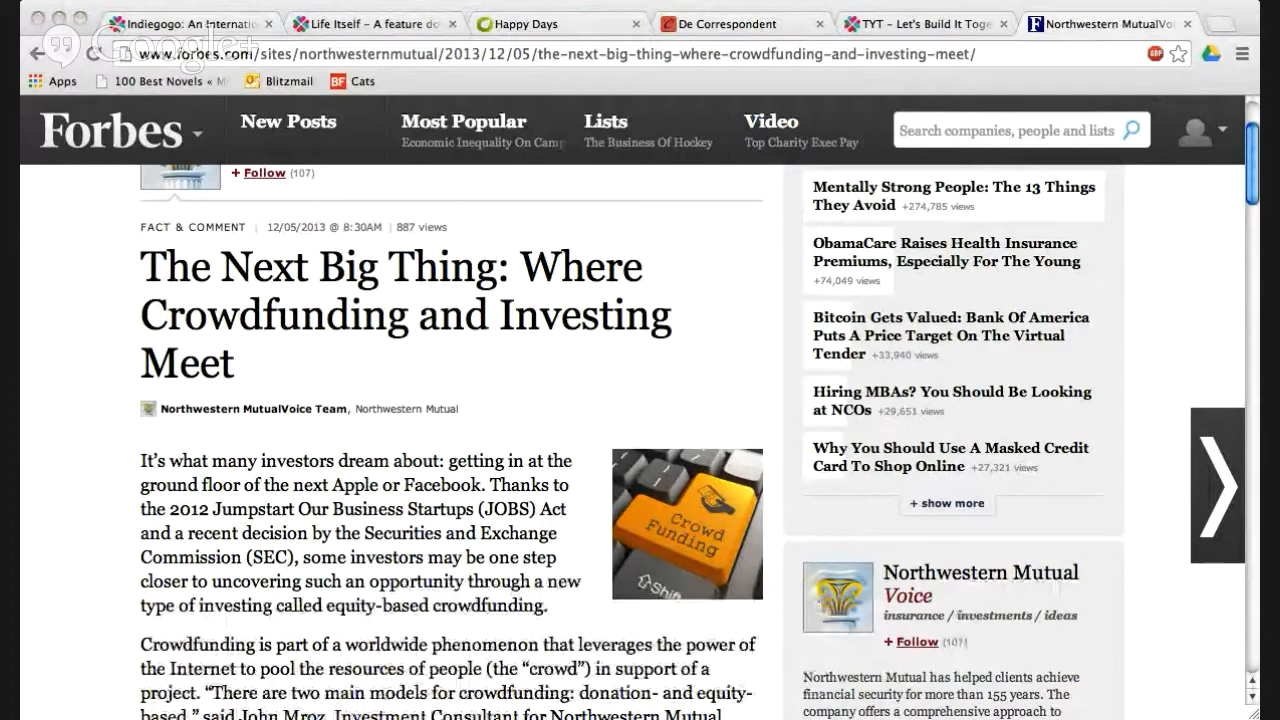 Indiegogo: An Internatio
Life Itself – A feature do
Happy Days
De Correspondent
TYT – Let's Build It Toge
Northwestern MutualVo
Google+
www.forbes.com/sites/northwesternmutual/2013/12/05/the-next-big-thing-where-crowdfunding-and-investing-meet/
ABP
Apps
100 Best Novels « M
Blitzmail
BF Cats
Forbes
New Posts
Most Popular
Economic Inequality On Camp
Lists
The Business Of Hockey
Video
Top Charity Exec Pay
Search companies, people and lists
+ Follow (107)
FACT & COMMENT | 12/05/2013 @ 8:30AM | 887 views
The Next Big Thing: Where
Crowdfunding and Investing
Meet
Northwestern MutualVoice Team, Northwestern Mutual
It's what many investors dream about: getting in at the
ground floor of the next Apple or Facebook. Thanks to
the 2012 Jumpstart Our Business Startups (JOBS) Act
and a recent decision by the Securities and Exchange
Commission (SEC), some investors may be one step
closer to uncovering such an opportunity through a new
type of investing called equity-based crowdfunding.
Crowd
Funding
Shift
Crowdfunding is part of a worldwide phenomenon that leverages the power of
the Internet to pool the resources of people (the “crowd”) in support of a
project. “There are two main models for crowdfunding: donation- and equity-
based,” said John Mroz, Investment Consultant for Northwestern Mutual
Mentally Strong People: The 13 Things
They Avoid +274,785 views
ObamaCare Raises Health Insurance
Premiums, Especially For The Young
+74,049 views
Bitcoin Gets Valued: Bank Of America
Puts A Price Target On The Virtual
Tender +33,940 views
Hiring MBAs? You Should Be Looking
at NCOs +29,651 views
Why You Should Use A Masked Credit
Card To Shop Online +27,321 views
+ show more
Northwestern Mutual
Voice
insurance / investments / ideas
+ Follow (107)
Northwestern Mutual has helped clients achieve
financial security for more than 155 years. The
company offers a comprehensive approach to